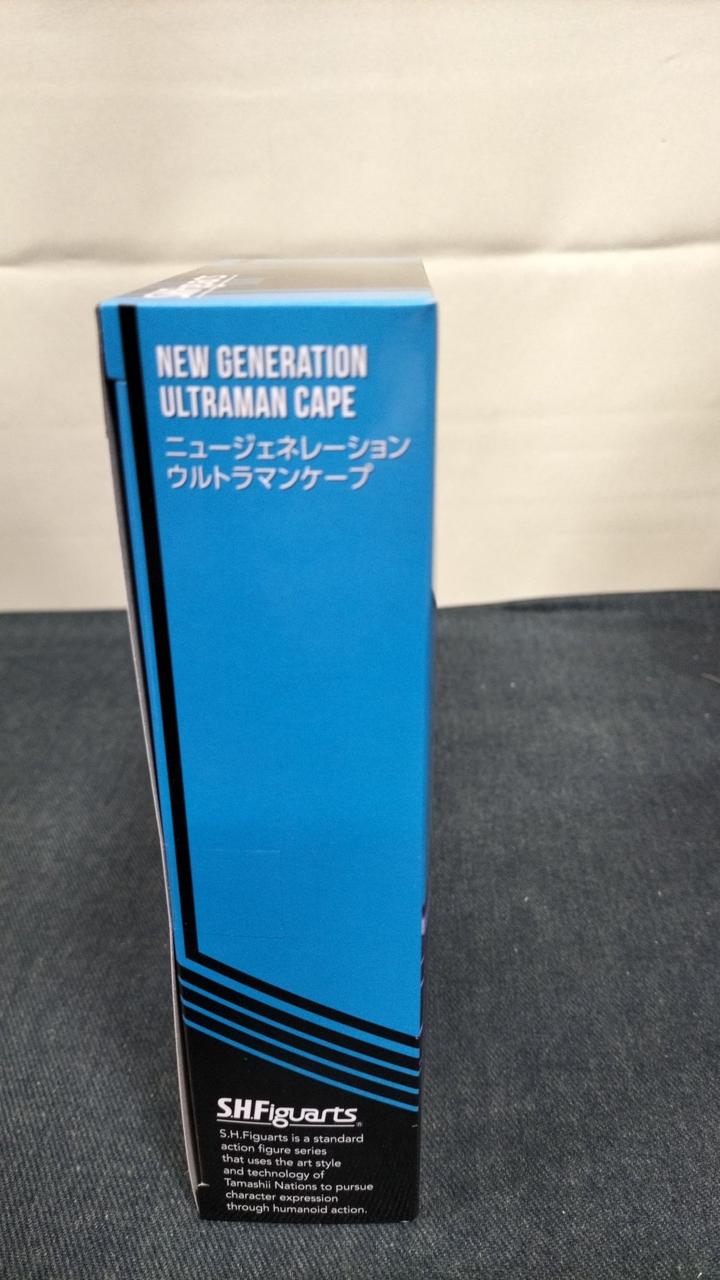 NEW GENERATION
ULTRAMAN CAPE
ニュージェネレーション
ウルトラマンケープ
S.H.Figuarts®
S.H.Figuarts is a standard
action figure series
that uses the art style
and technology of
Tamashii Nations to pursue
character expression
through humanoid action.